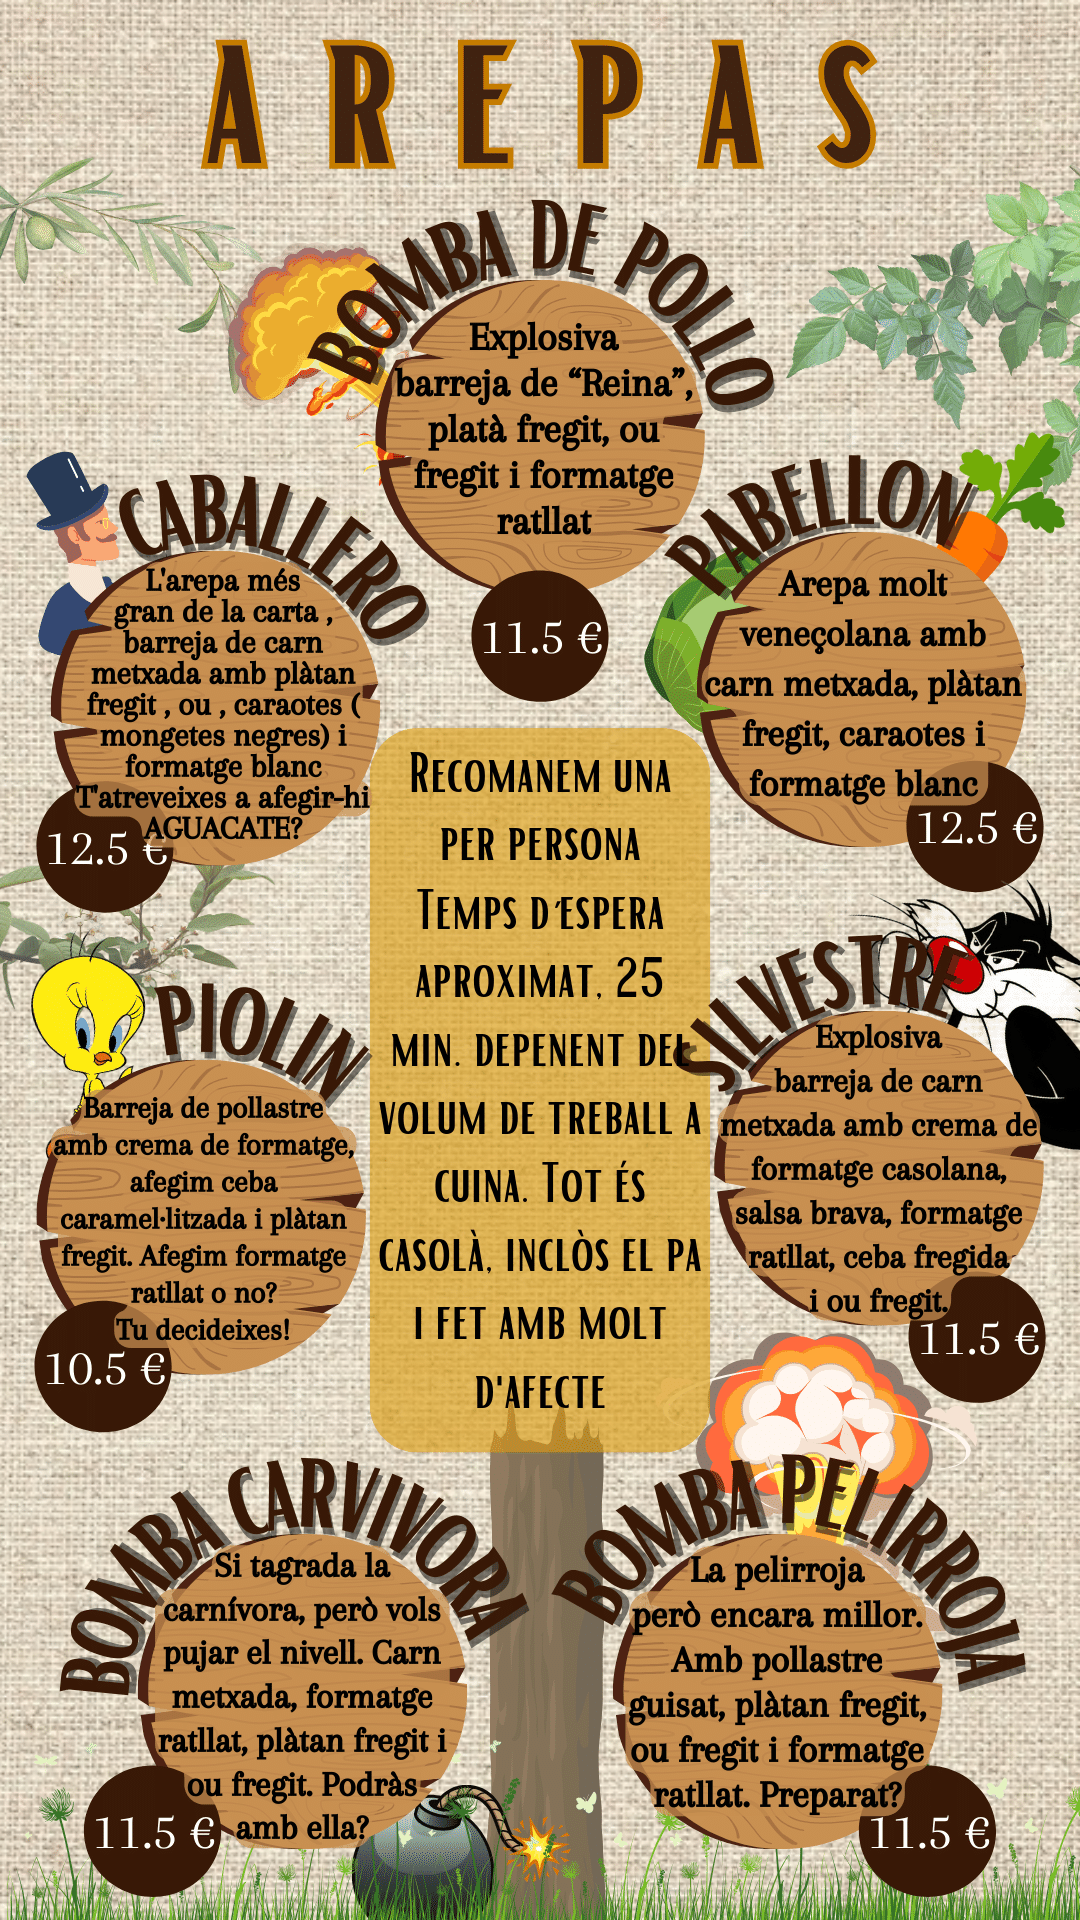 AREPAS
BOMBA DE POLLO
Explosiva
barreja de “Reina”,
platà fregit, ou
fregit i formatge
ratllat
11.5 €
CABALLERO
L'arepa més
gran de la carta ,
barreja de carn
metxada amb plàtan
fregit , ou , caraotes (
mongetes negres) i
formatge blanc
T'atreveixes a afegir-hi
AGUACATE?
12.5 €
PABELLON
Arepa molt
veneçolana amb
carn metxada, plàtan
fregit, caraotes i
formatge blanc
12.5 €
RECOMANEM UNA
PER PERSONA
TEMPS D´ESPERA
APROXIMAT, 25
MIN. DEPENENT DEL
VOLUM DE TREBALL A
CUINA. TOT ÉS
CASOLÀ, INCLÒS EL PA
I FET AMB MOLT
D'AFECTE
PIOLIN
Barreja de pollastre
amb crema de formatge,
afegim ceba
caramel·litzada i plàtan
fregit. Afegim formatge
ratllat o no?
Tu decideixes!
10.5 €
SILVESTRE
Explosiva
barreja de carn
metxada amb crema de
formatge casolana,
salsa brava, formatge
ratllat, ceba fregida
i ou fregit.
11.5 €
BOMBA CARVIVORA
Si tagrada la
carnívora, però vols
pujar el nivell. Carn
metxada, formatge
ratllat, plàtan fregit i
ou fregit. Podràs
amb ella?
11.5 €
BOMBA PELIRROJA
La pelirroja
però encara millor.
Amb pollastre
guisat, plàtan fregit,
ou fregit i formatge
ratllat. Preparat?
11.5 €